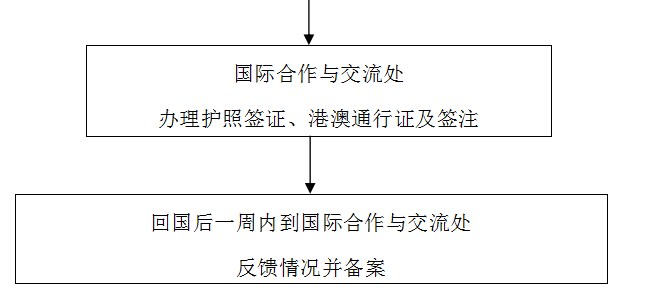 国际合作与交流处
办理护照签证、港澳通行证及签注
回国后一周内到国际合作与交流处
反馈情况并备案